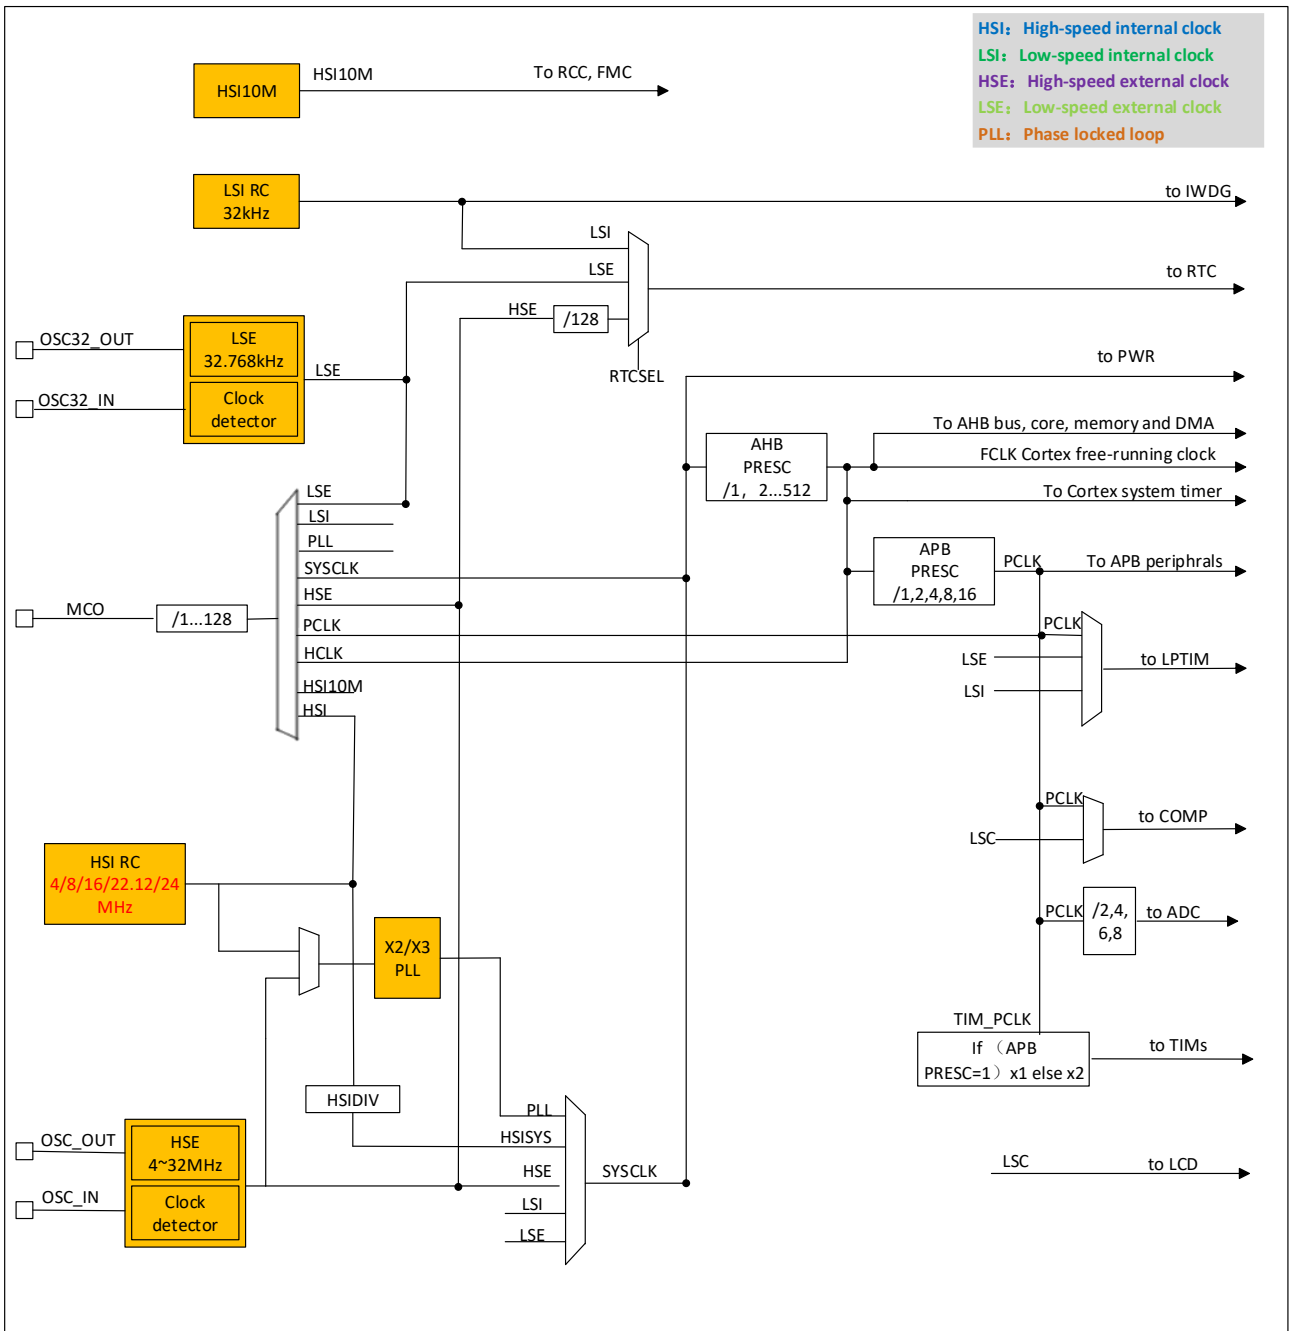 HSI: High-speed internal clock
LSI: Low-speed internal clock
HSE: High-speed external clock
LSE: Low-speed external clock
PLL: Phase locked loop
HSI10M
HSI10M
To RCC, FMC
LSI RC
32kHz
to IWDG
LSI
LSE
to RTC
HSE
/128
RTCSEL
OSC32_OUT
LSE
32.768kHz
LSE
OSC32_IN
Clock
detector
to PWR
To AHB bus, core, memory and DMA
AHB
PRESC
/1, 2...512
FCLK Cortex free-running clock
To Cortex system timer
LSE
LSI
PLL
SYSCLK
HSE
PCLK
HCLK
HSI10M
HSI
MCO
/1...128
APB
PRESC
/1,2,4,8,16
PCLK
To APB periphrals
PCLK
LSE
LSI
to LPTIM
PCLK
LSC
to COMP
HSI RC
4/8/16/22.12/24
MHz
X2/X3
PLL
PCLK
/2,4,
6,8
to ADC
TIM_PCLK
If （APB
PRESC=1）x1 else x2
to TIMs
HSIDIV
PLL
HSISYS
HSE
LSI
LSE
SYSCLK
OSC_OUT
HSE
4~32MHz
OSC_IN
Clock
detector
LSC
to LCD